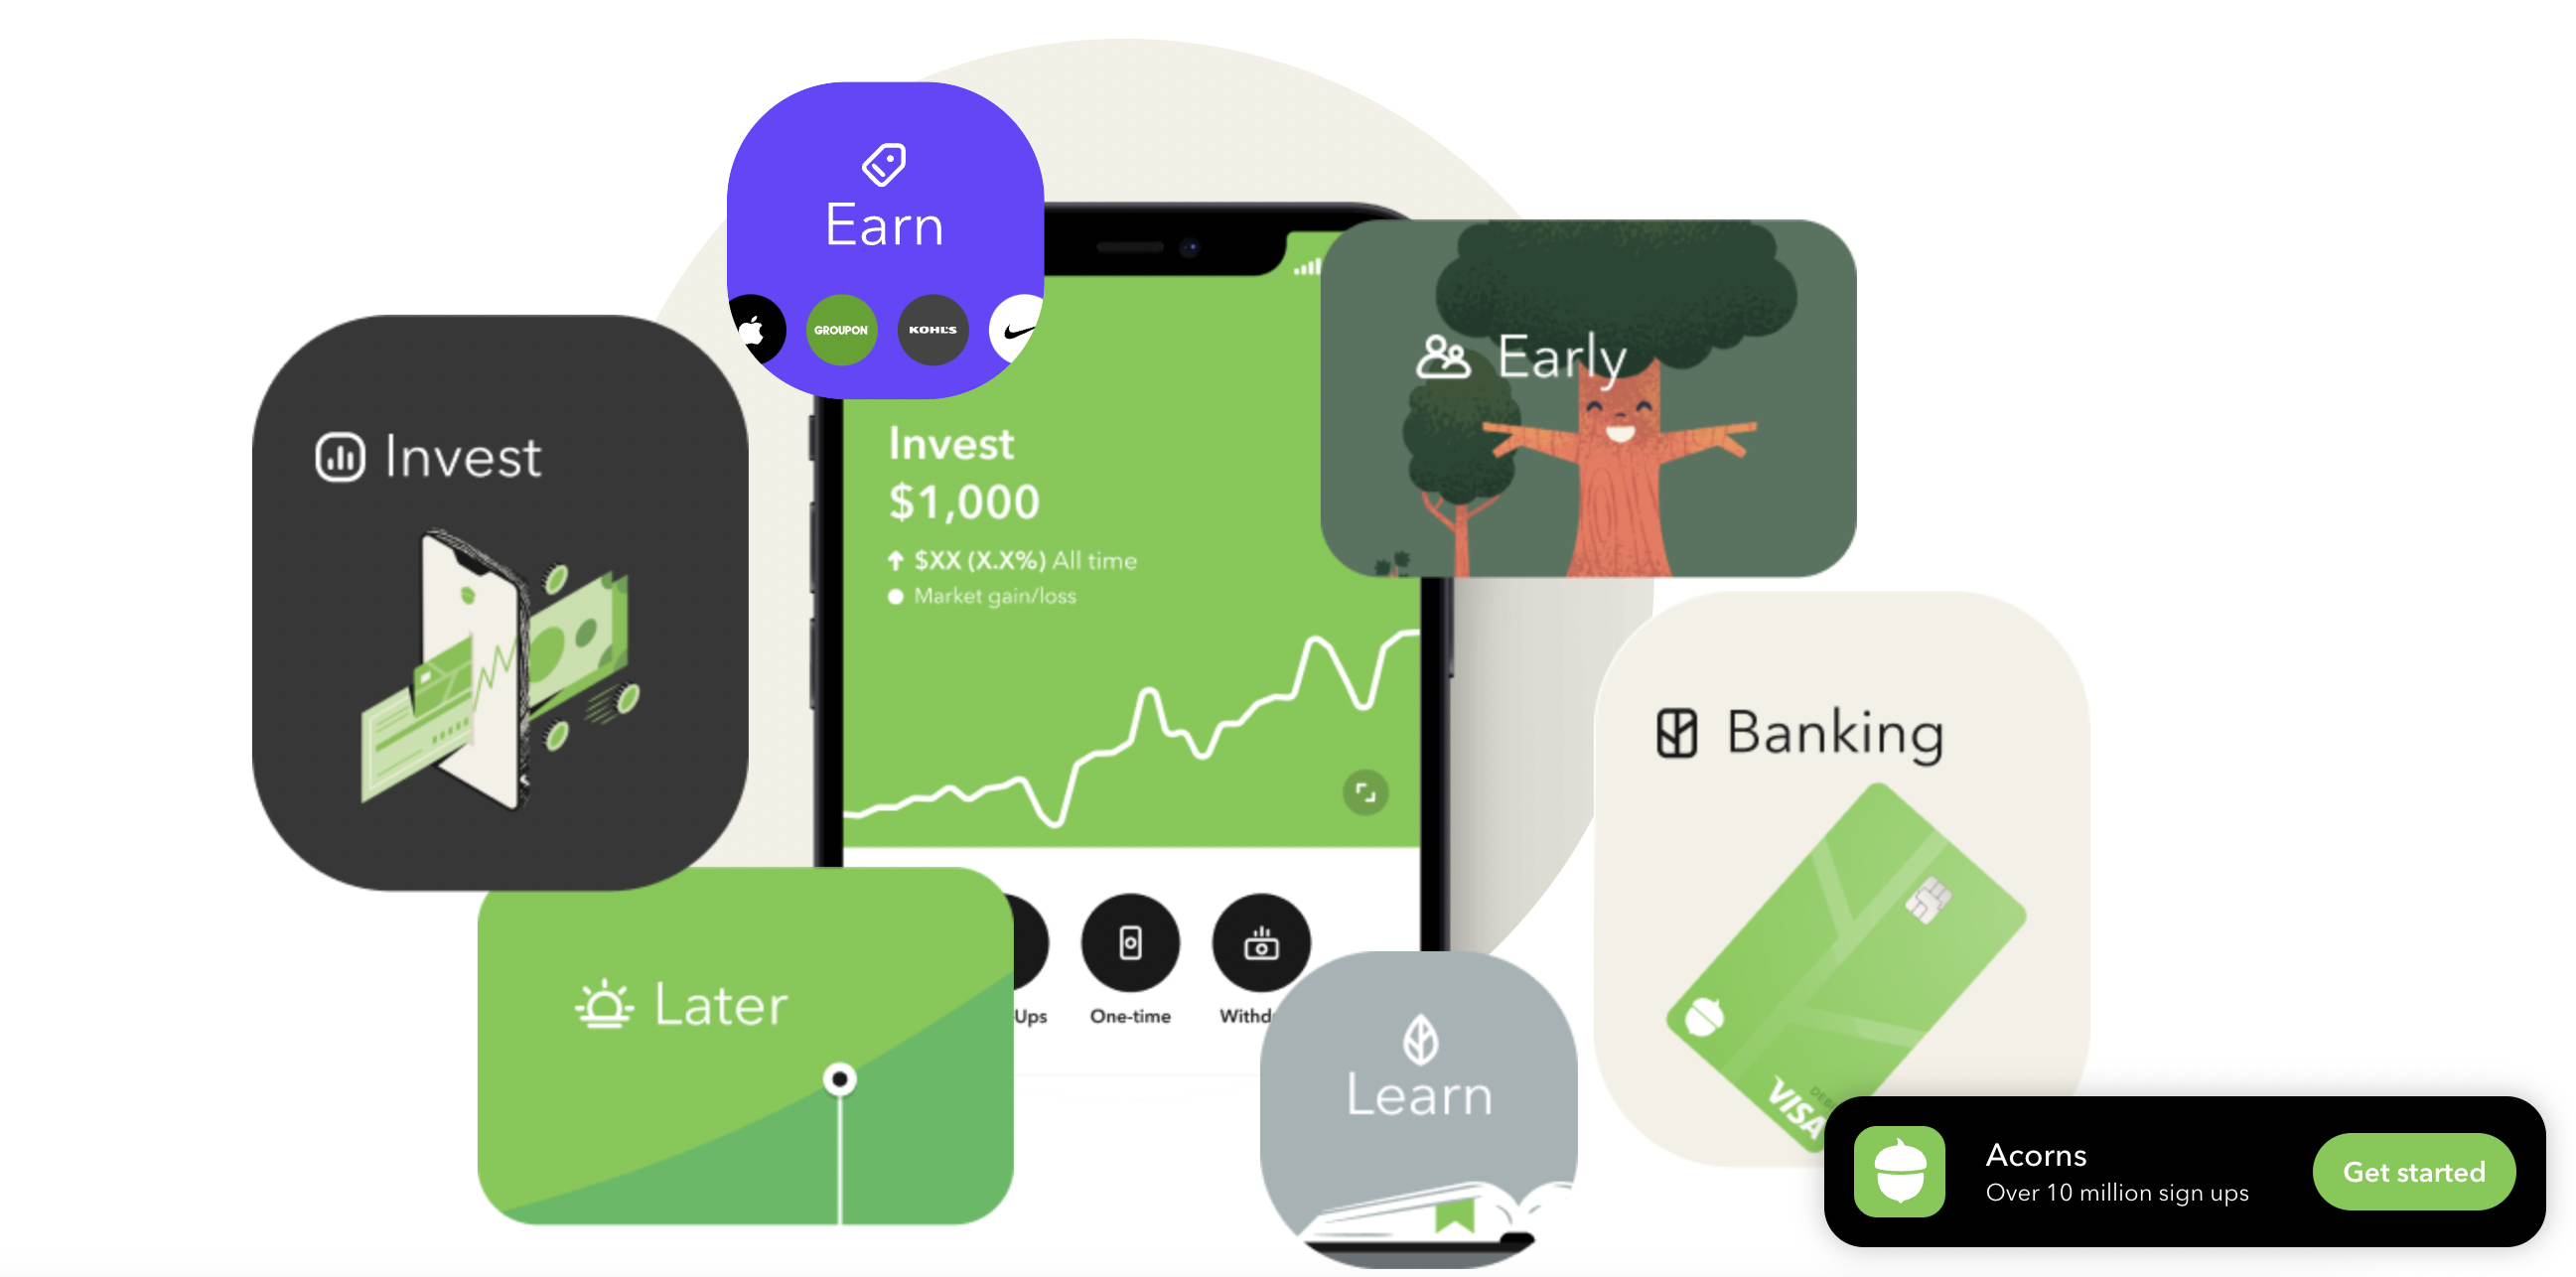 Earn
GROUPON
KOHL'S
Early
Invest
Invest
$1,000
$XX (X.X%) All time
Market gain/loss
Banking
Later
Ups
One-time
Withd
Learn
VISA
Acorns
Over 10 million sign ups
Get started